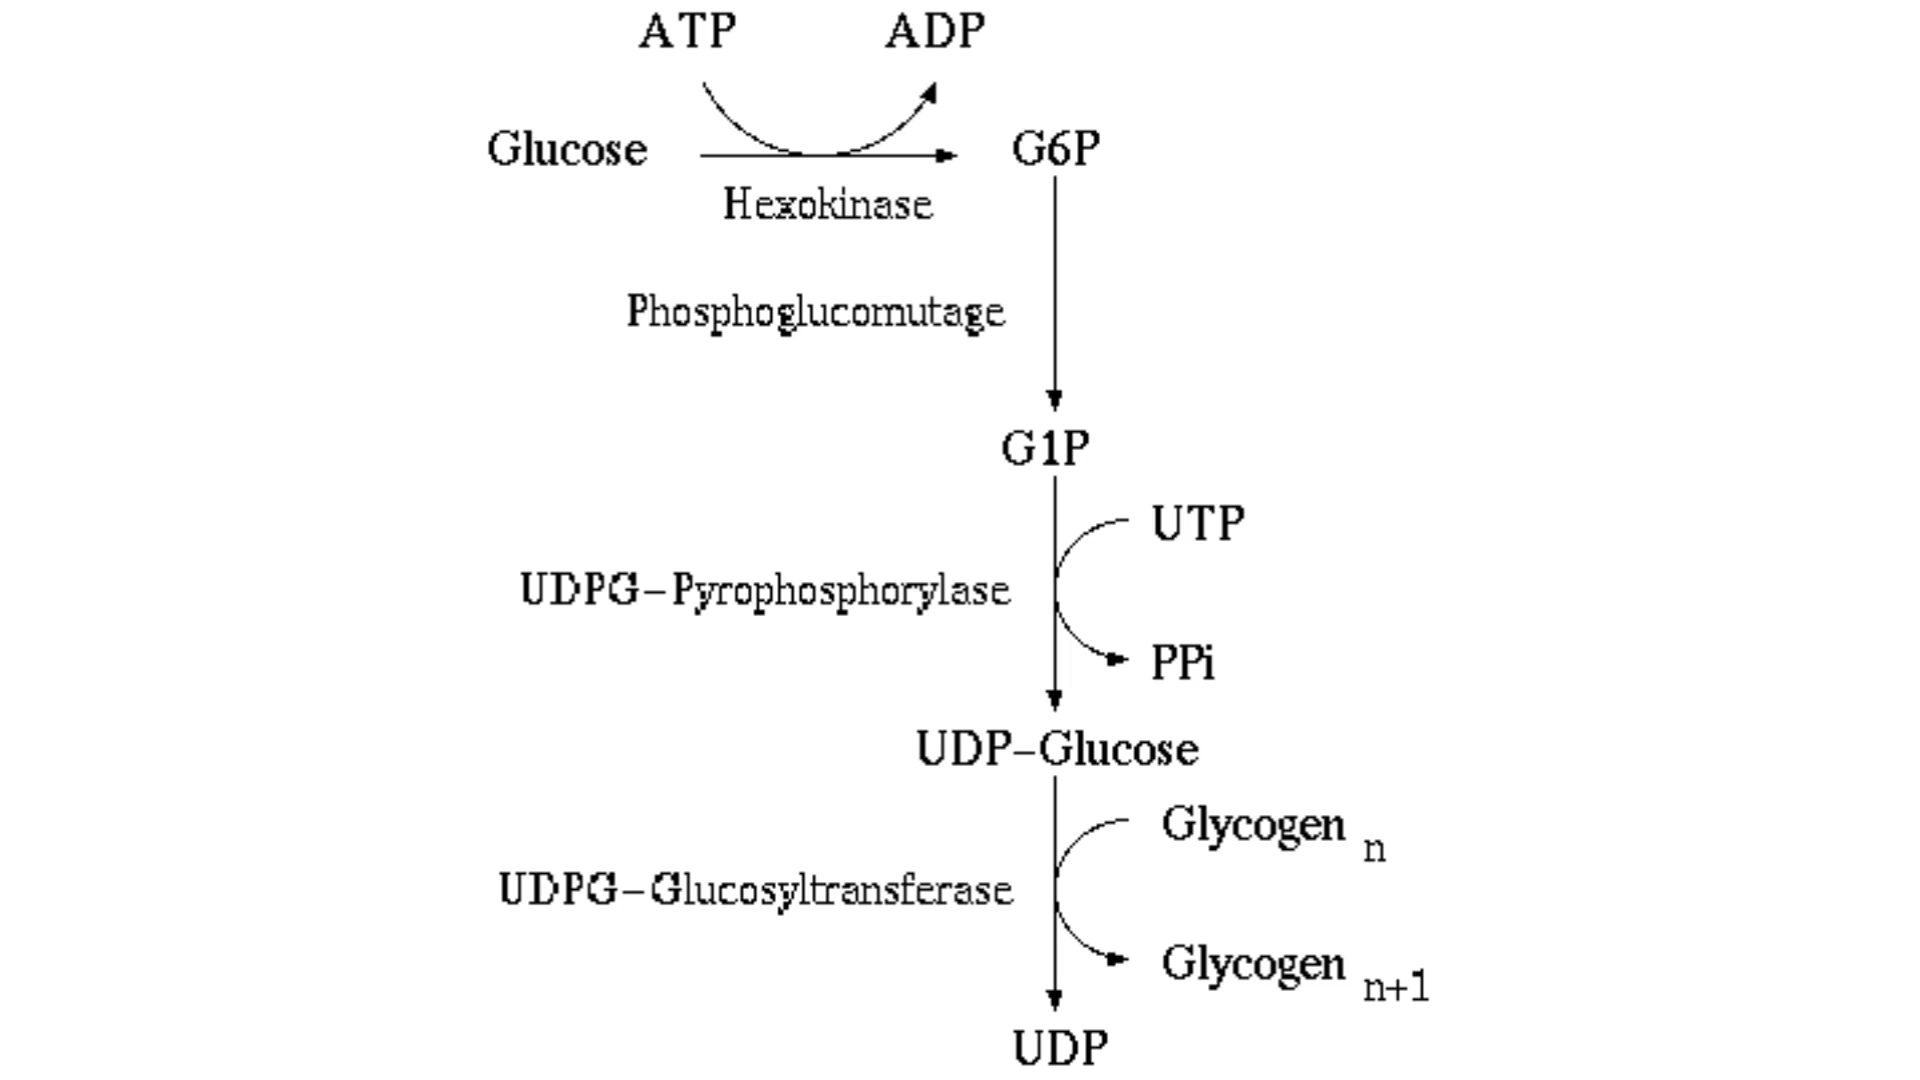 ATP ADP
Glucose G6P
Hexokinase
Phosphoglucomutage
G1P
UTP
UDPG–Pyrophosphorylase
PPi
UDP–Glucose
Glycogen n
UDPG–Glucosyltransferase
Glycogen n+1
UDP